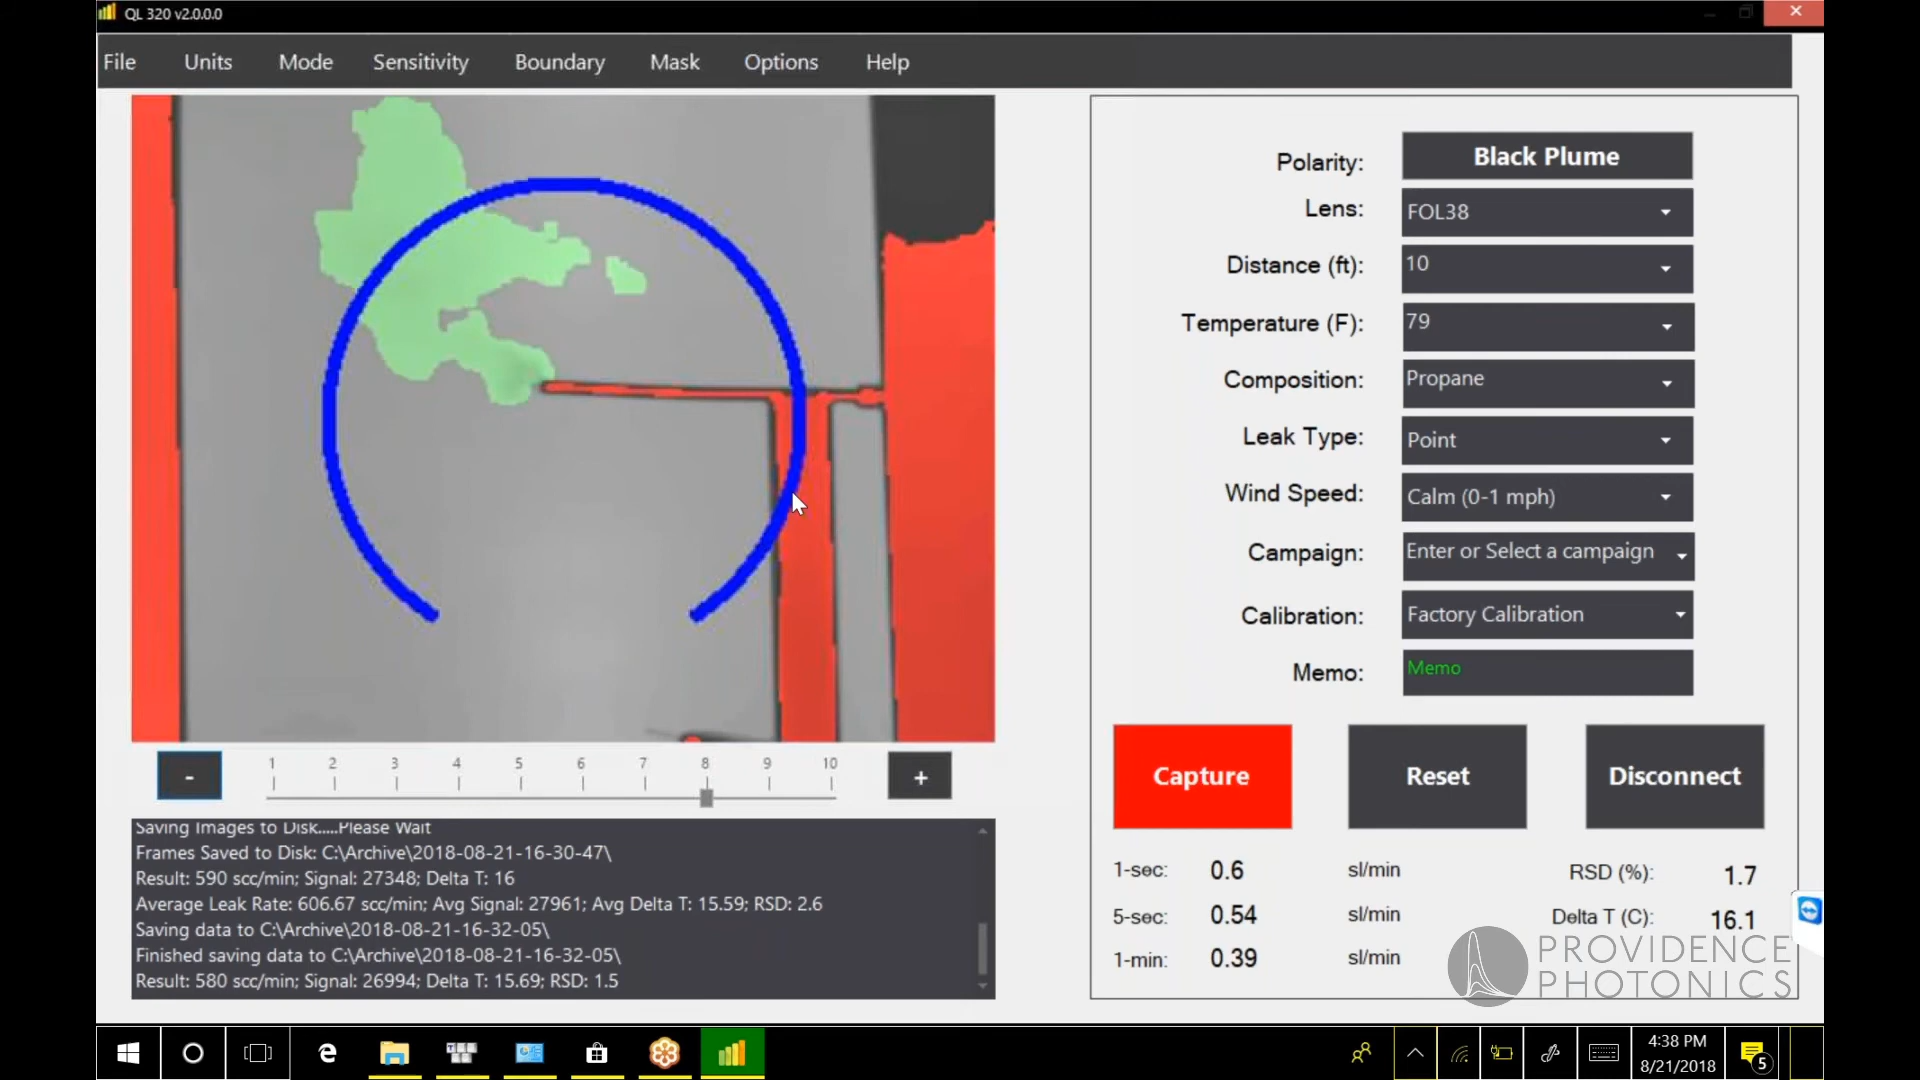 QL 320 v2.0.0.0
File Units Mode Sensitivity Boundary Mask Options Help
Polarity: Black Plume
Lens: FOL38
Distance (ft): 10
Temperature (F): 79
Composition: Propane
Leak Type: Point
Wind Speed: Calm (0-1 mph)
Campaign: Enter or Select a campaign
Calibration: Factory Calibration
Memo: Memo
- 1 2 3 4 5 6 7 8 9 10 +
Capture Reset Disconnect
Saving Images to Disk.....Please Wait
Frames Saved to Disk: C:\Archive\2018-08-21-16-30-47\
Result: 590 scc/min; Signal: 27348; Delta T: 16
Average Leak Rate: 606.67 scc/min; Avg Signal: 27961; Avg Delta T: 15.59; RSD: 2.6
Saving data to C:\Archive\2018-08-21-16-32-05\
Finished saving data to C:\Archive\2018-08-21-16-32-05\
Result: 580 scc/min; Signal: 26994; Delta T: 15.69; RSD: 1.5
1-sec: 0.6 sl/min RSD (%): 1.7
5-sec: 0.54 sl/min Delta T (C): 16.1
1-min: 0.39 sl/min
PROVIDENCE
PHOTONICS
4:38 PM
8/21/2018
5